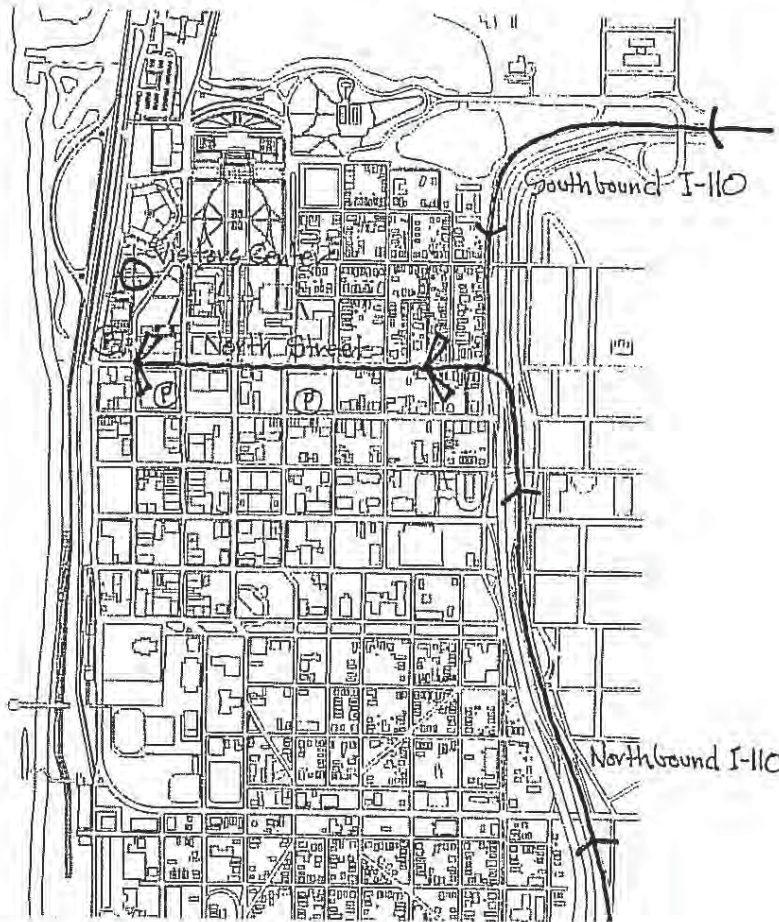 Southbound I-110
Visitors Center
North Street
P
P
P
Northbound I-110